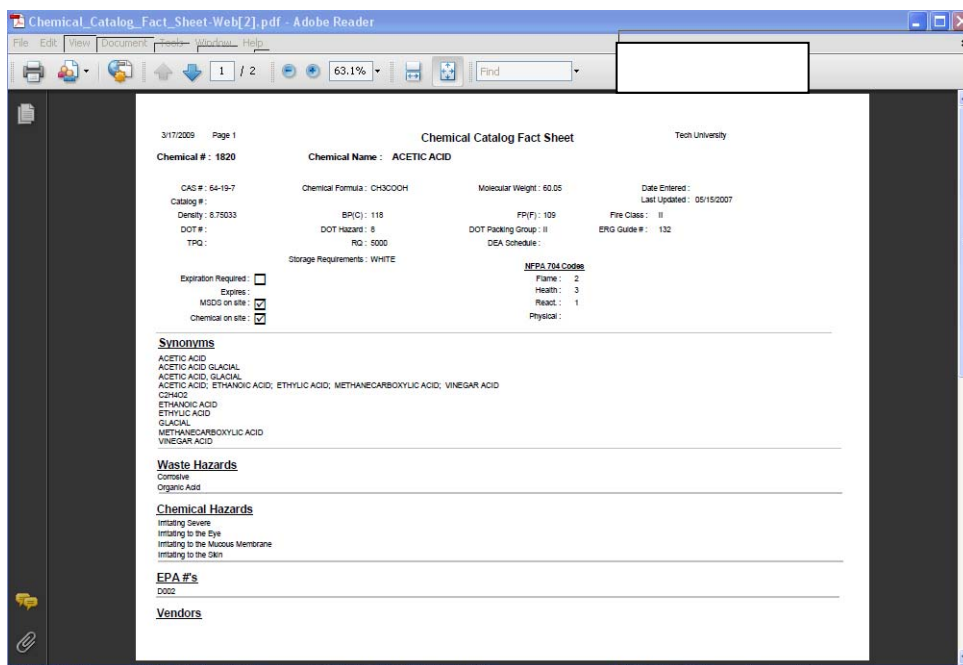 Chemical_Catalog_Fact_Sheet-Web[2].pdf - Adobe Reader
File Edit View Document Tools Window Help
1 / 2 63.1% Find
3/17/2009 Page 1 Chemical Catalog Fact Sheet Tech University
Chemical # : 1820 Chemical Name : ACETIC ACID
CAS # : 64-19-7 Chemical Formula : CH3COOH Molecular Weight : 60.05 Date Entered :
Catalog # : Last Updated : 05/15/2007
Density : 8.75033 BP(C) : 118 FP(F) : 109 Fire Class : II
DOT # : DOT Hazard : 8 DOT Packing Group : II ERG Guide # : 132
TPQ : RQ : 5000 DEA Schedule :
Storage Requirements : WHITE NFPA 704 Codes
Expiration Required : Flame : 2
Expires : Health : 3
MSDS on site : React. : 1
Chemical on site : Physical :
Synonyms
ACETIC ACID
ACETIC ACID GLACIAL
ACETIC ACID, GLACIAL
ACETIC ACID; ETHANOIC ACID; ETHYLIC ACID; METHANECARBOXYLIC ACID; VINEGAR ACID
C2H4O2
ETHANOIC ACID
ETHYLIC ACID
GLACIAL
METHANECARBOXYLIC ACID
VINEGAR ACID
Waste Hazards
Corrosive
Organic Acid
Chemical Hazards
Irritating Severe
Irritating to the Eye
Irritating to the Mucous Membrane
Irritating to the Skin
EPA #'s
D002
Vendors